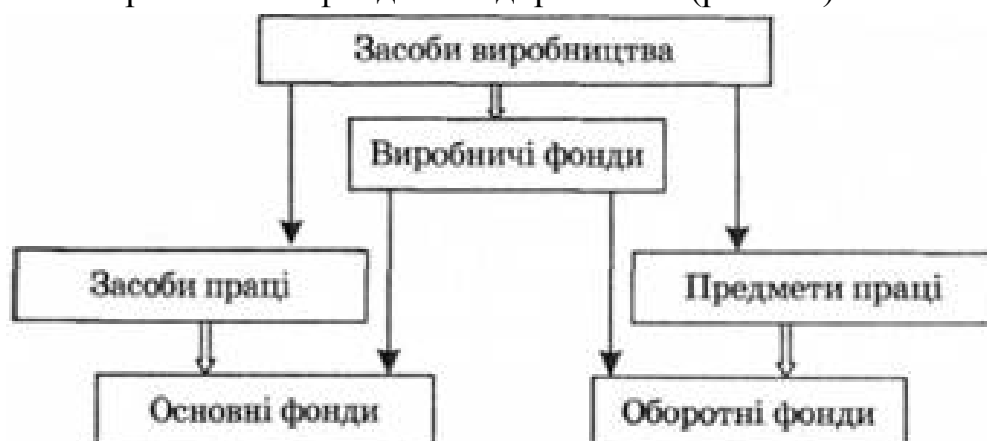 Засоби виробництва
Виробничі фонди
Засоби праці
Предмети праці
Основні фонди
Оборотні фонди